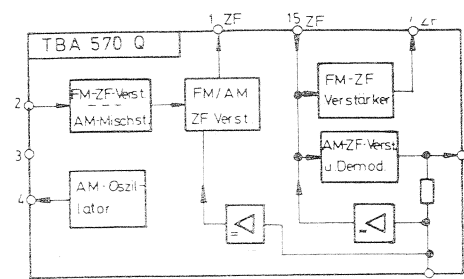 1 ZF
15 ZF
ZF
TBA 570 Q
2
FM-ZF-Verst.
AM-Mischst.
FM/AM
ZF Verst.
FM-ZF
Verstärker
3
AM-ZF-Verst.
u. Demod.
4
AM-Oszil-
lator
=